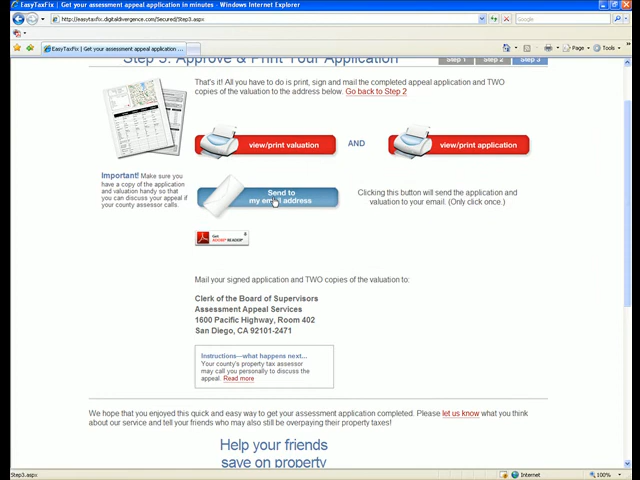 EasyTaxFix | Get your assessment appeal application in minutes - Windows Internet Explorer
http://easytaxfix.digitaldivergence.com/Secured/Step3.aspx
Google
EasyTaxFix | Get your assessment appeal application ...
Page
Tools
Step 3: Approve & Print Your Application
Step 1
Step 2
Step 3
That's it! All you have to do is print, sign and mail the completed appeal application and TWO
copies of the valuation to the address below. Go back to Step 2
view/print valuation
AND
view/print application
Important! Make sure you
have a copy of the application
and valuation handy so that
you can discuss your appeal if
your county assessor calls.
Send to
my email address
Clicking this button will send the application and
valuation to your email. (Only click once.)
Get
ADOBE READER
Mail your signed application and TWO copies of the valuation to:
Clerk of the Board of Supervisors
Assessment Appeal Services
1600 Pacific Highway, Room 402
San Diego, CA 92101-2471
Instructions—what happens next...
Your county's property tax assessor
may call you personally to discuss the
appeal. Read more
We hope that you enjoyed this quick and easy way to get your assessment application completed. Please let us know what you think
about our service and tell your friends who may also still be overpaying their property taxes!
Help your friends
save on property
Step3.aspx
Internet
100%